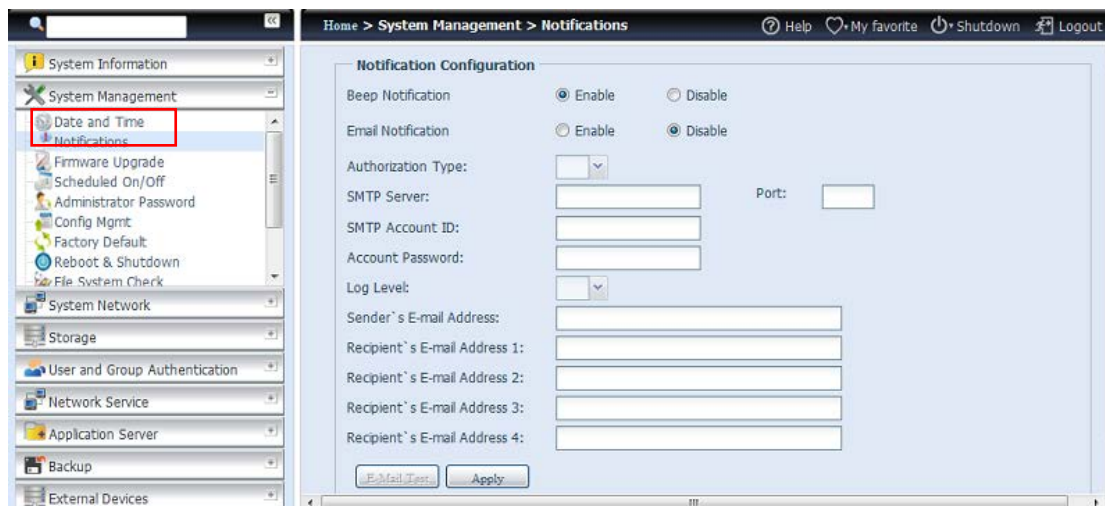 Home > System Management > Notifications
Help My favorite Shutdown Logout
System Information
System Management
Date and Time
Notifications
Firmware Upgrade
Scheduled On/Off
Administrator Password
Config Mgmt
Factory Default
Reboot & Shutdown
File System Check
System Network
Storage
User and Group Authentication
Network Service
Application Server
Backup
External Devices
Notification Configuration
Beep Notification Enable Disable
Email Notification Enable Disable
Authorization Type:
SMTP Server: Port:
SMTP Account ID:
Account Password:
Log Level:
Sender`s E-mail Address:
Recipient`s E-mail Address 1:
Recipient`s E-mail Address 2:
Recipient`s E-mail Address 3:
Recipient`s E-mail Address 4:
E-Mail Test Apply